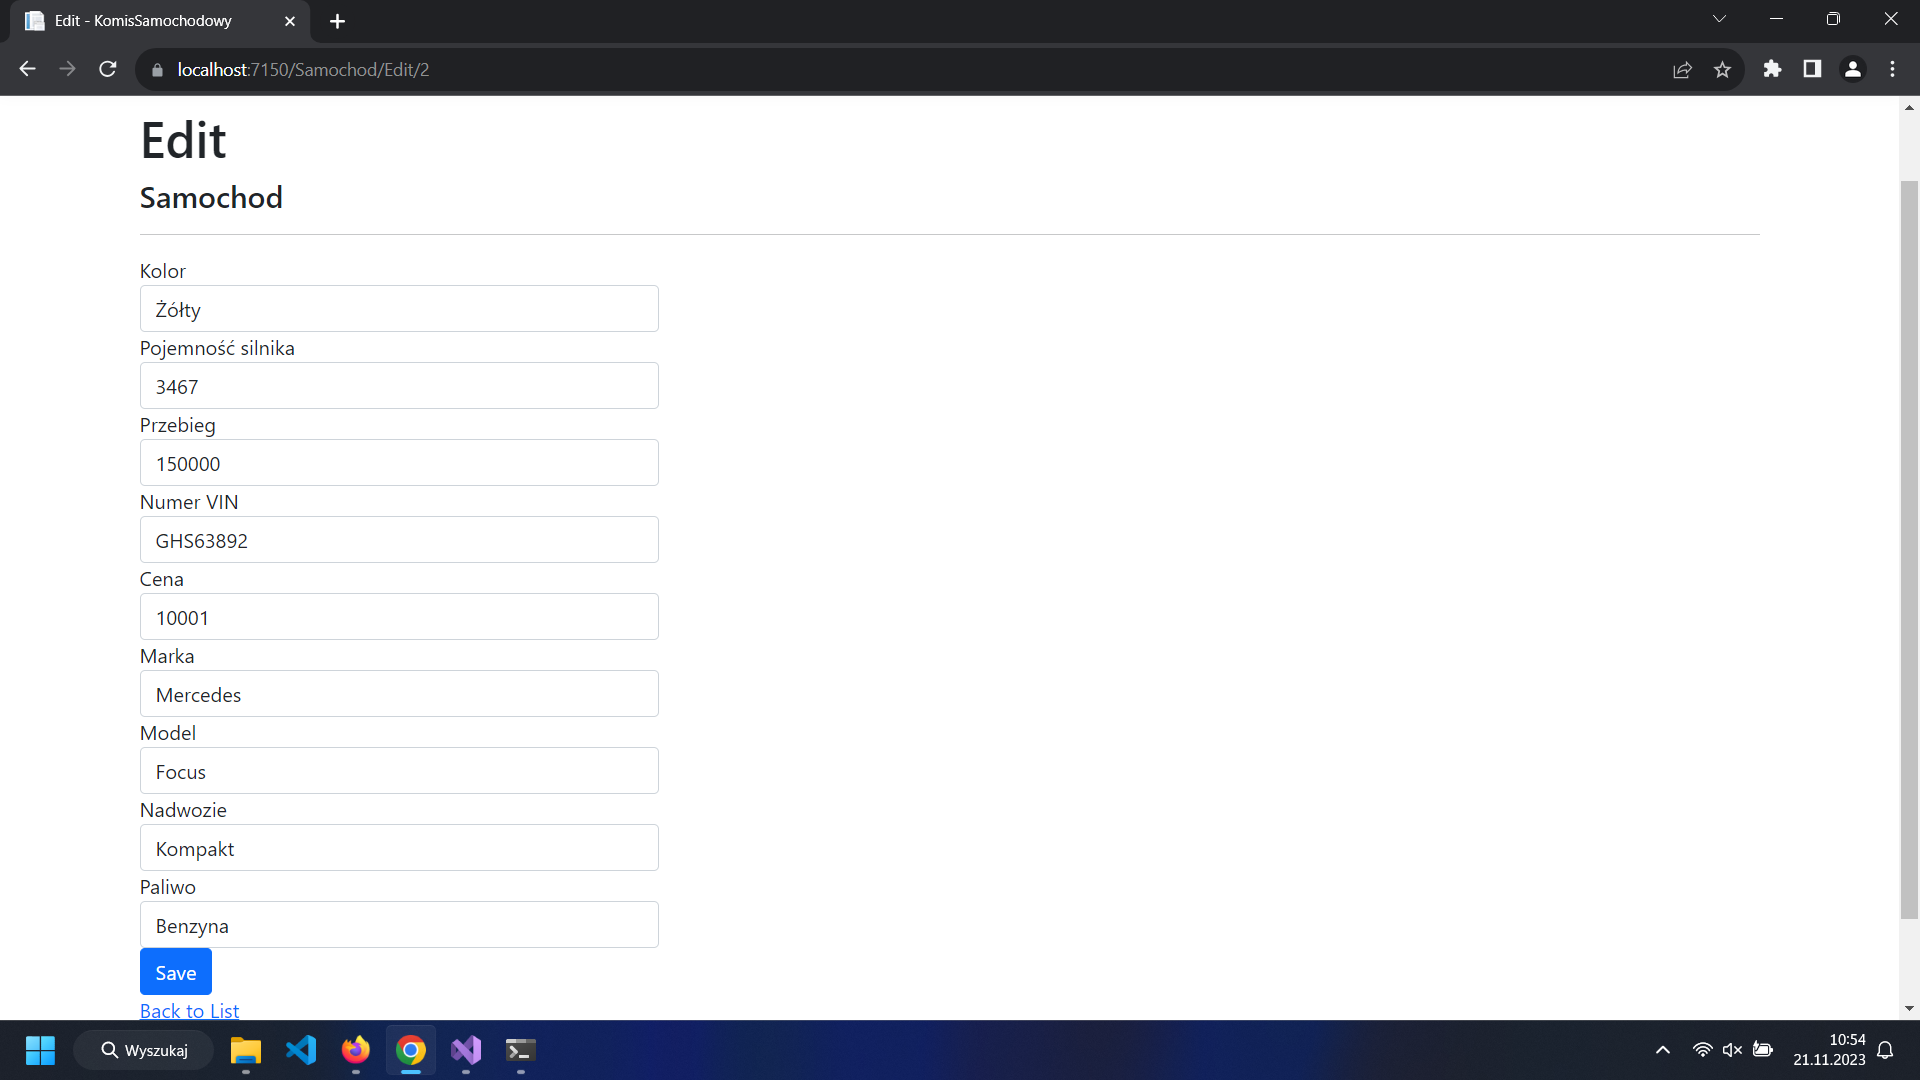 Edit - KomisSamochodowy
localhost:7150/Samochod/Edit/2
Edit
Samochod
Kolor
Żółty
Pojemność silnika
3467
Przebieg
150000
Numer VIN
GHS63892
Cena
10001
Marka
Mercedes
Model
Focus
Nadwozie
Kompakt
Paliwo
Benzyna
Save
Back to List
Wyszukaj
10:54
21.11.2023